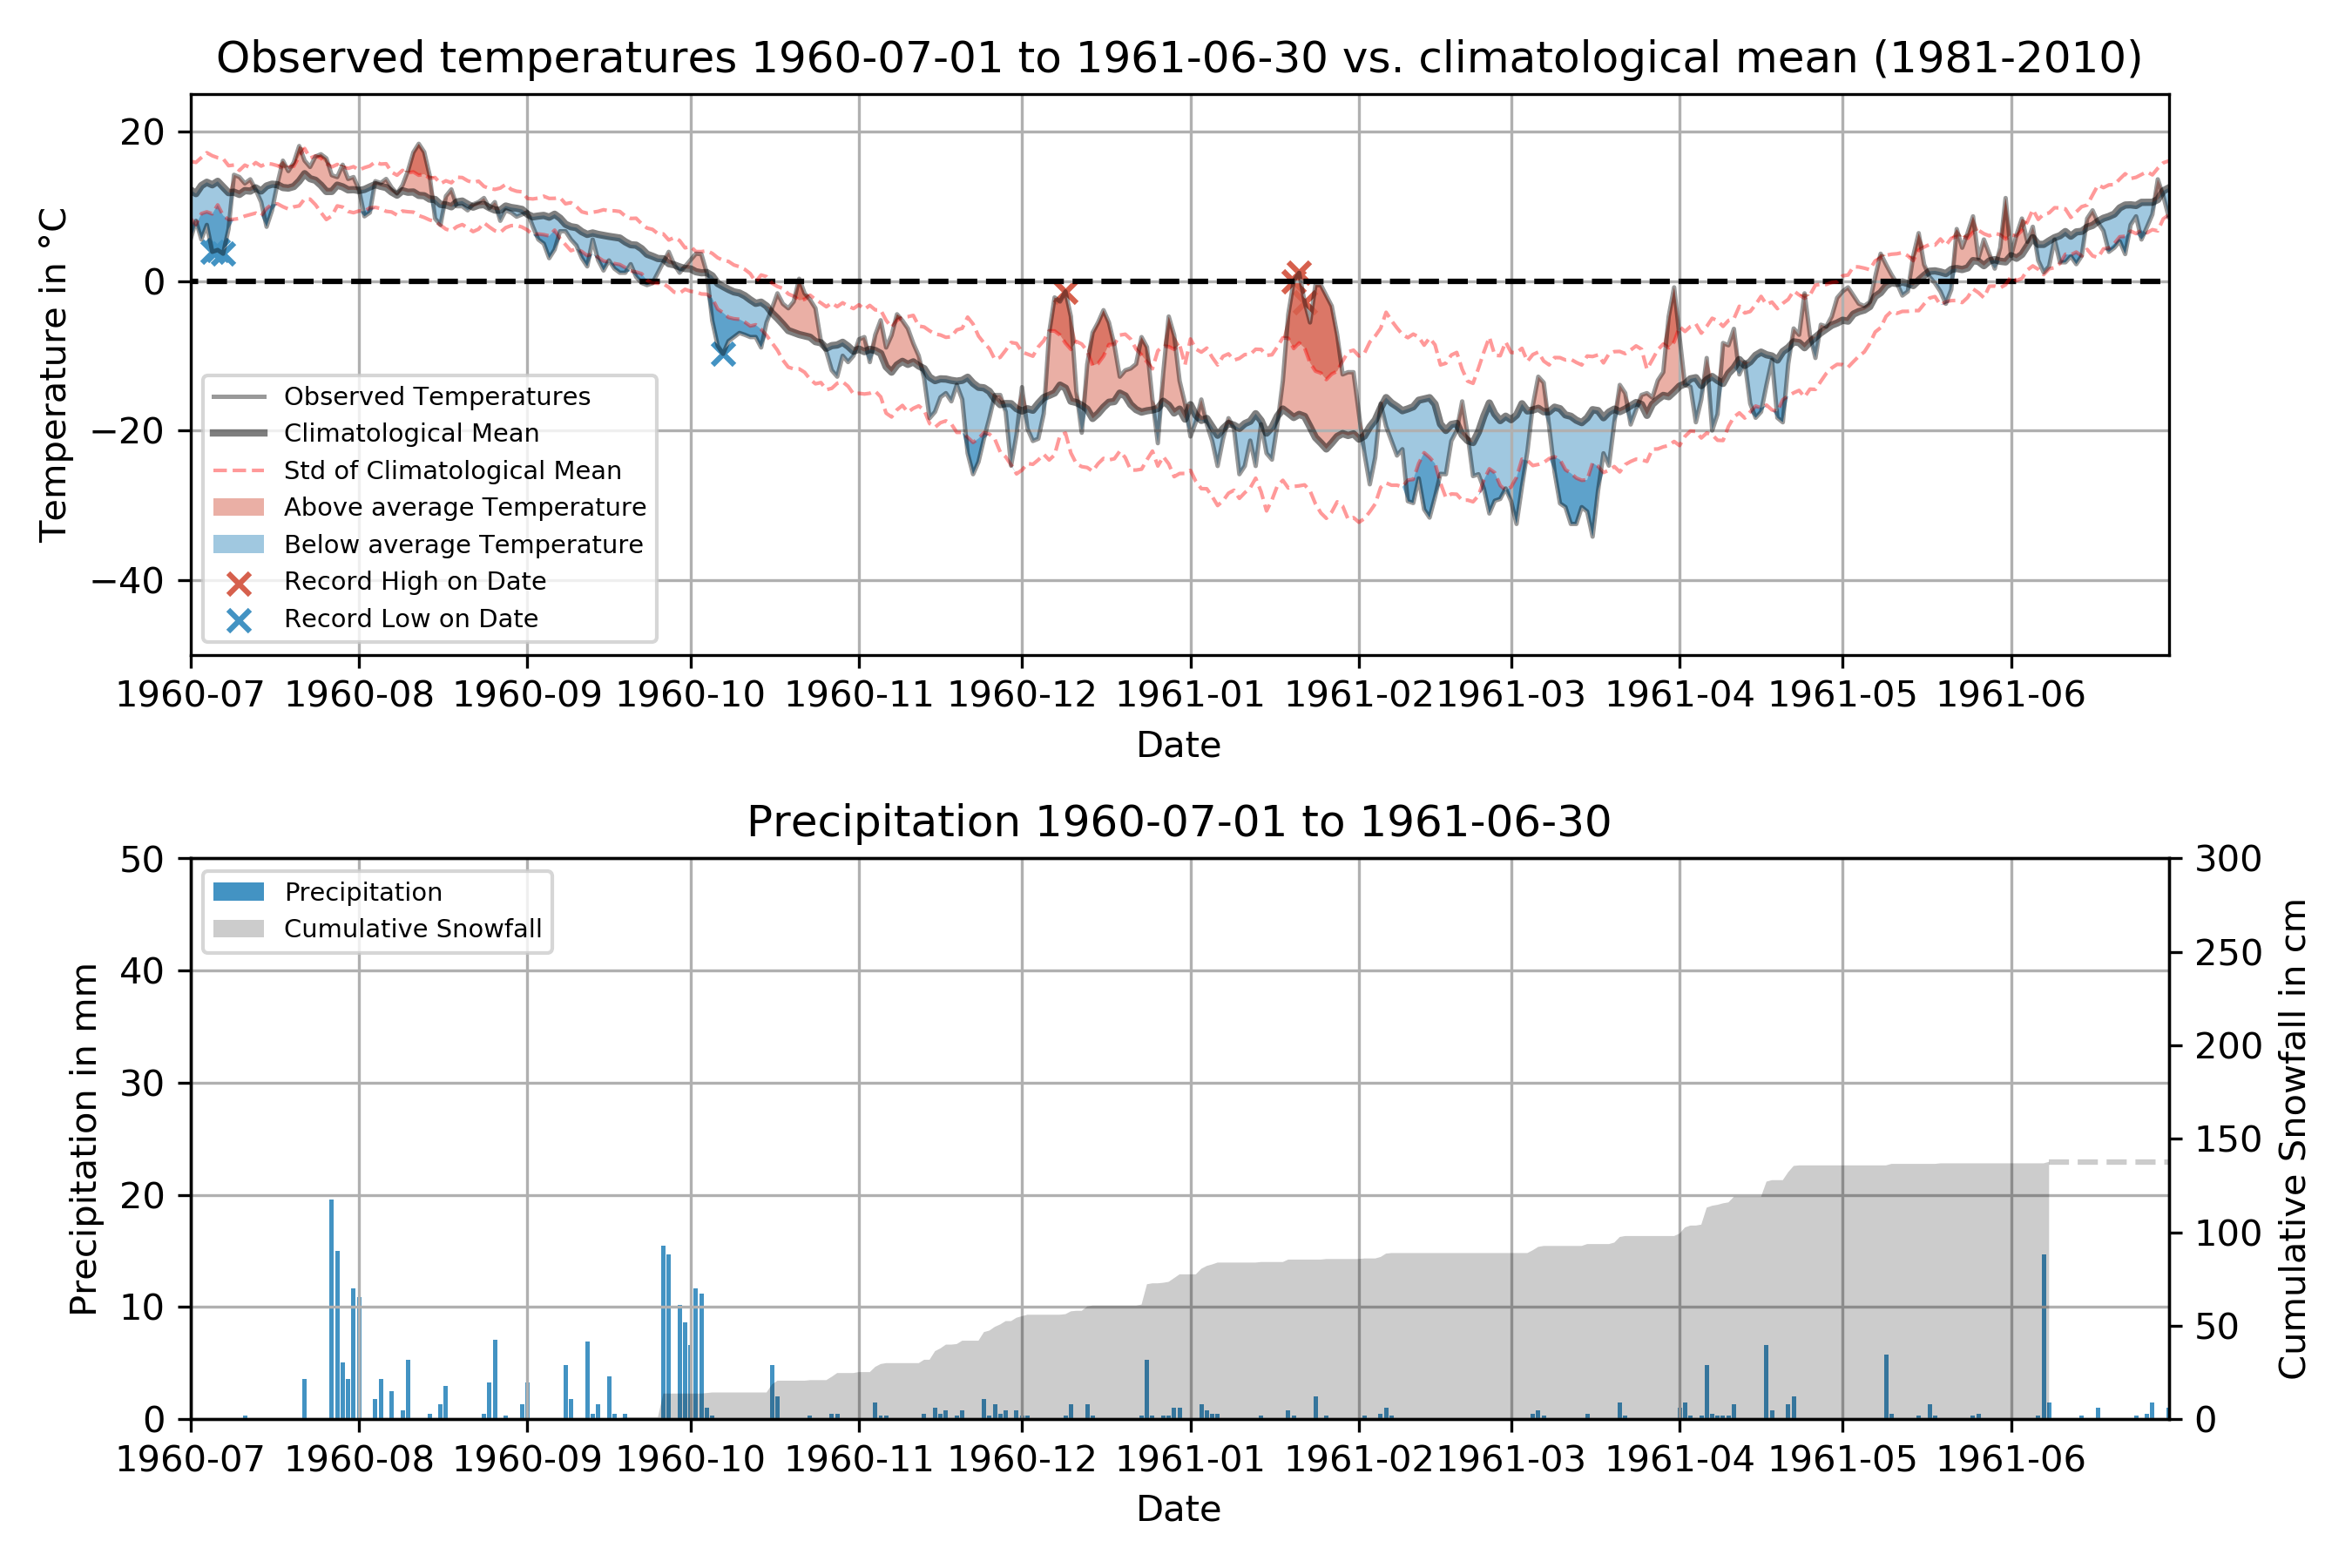 Observed temperatures 1960-07-01 to 1961-06-30 vs. climatological mean (1981-2010)
Temperature in °C
20
0
−20
−40
Observed Temperatures
Climatological Mean
Std of Climatological Mean
Above average Temperature
Below average Temperature
Record High on Date
Record Low on Date
1960-07 1960-08 1960-09 1960-10 1960-11 1960-12 1961-01 1961-02 1961-03 1961-04 1961-05 1961-06
Date
Precipitation 1960-07-01 to 1961-06-30
Precipitation in mm
50
40
30
20
10
0
Precipitation
Cumulative Snowfall
300
250
200
150
100
50
0
Cumulative Snowfall in cm
1960-07 1960-08 1960-09 1960-10 1960-11 1960-12 1961-01 1961-02 1961-03 1961-04 1961-05 1961-06
Date